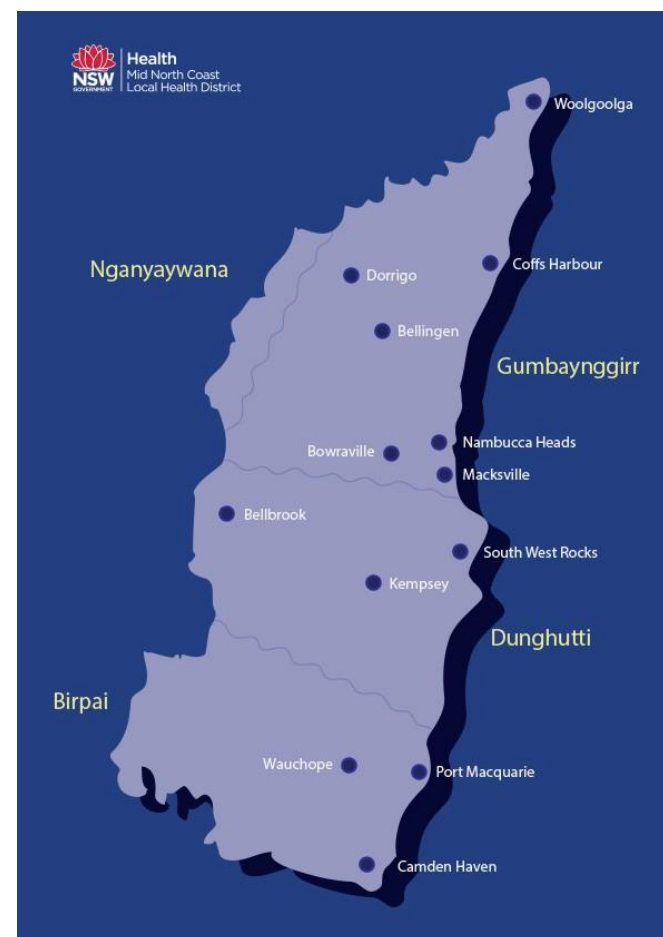 NSW
GOVERNMENT
Health
Mid North Coast
Local Health District
Woolgoolga
Nganyaywana
Coffs Harbour
Dorrigo
Bellingen
Gumbaynggirr
Nambucca Heads
Bowraville
Macksville
Bellbrook
South West Rocks
Kempsey
Dunghutti
Birpai
Wauchope
Port Macquarie
Camden Haven